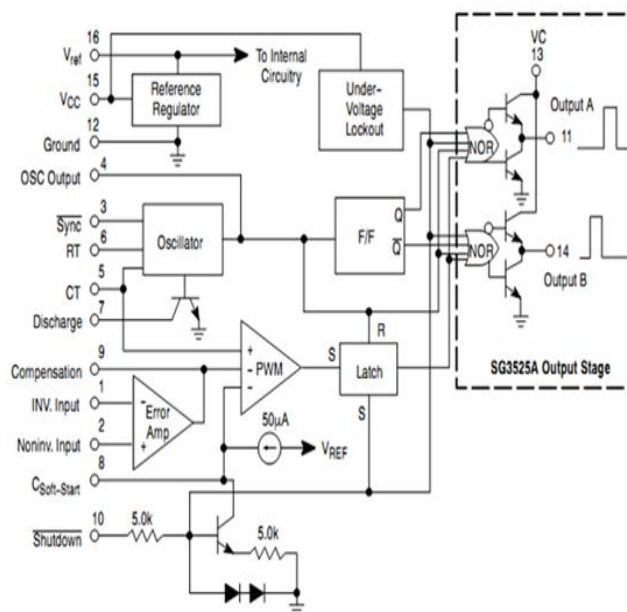 16
Vref
To Internal
Circuitry
15
VCC
Reference
Regulator
Under-
Voltage
Lockout
12
Ground
4
OSC Output
3
Sync
6
RT
Oscillator
5
CT
7
Discharge
F/F
Q
Q
NOR
NOR
VC
13
Output A
11
14
Output B
SG3525A Output Stage
9
Compensation
1
INV. Input
2
Noninv. Input
-
Error
Amp
+
+
-
-
PWM
S
R
Latch
S
50μA
VREF
8
CSoft-Start
10
Shutdown
5.0k
5.0k